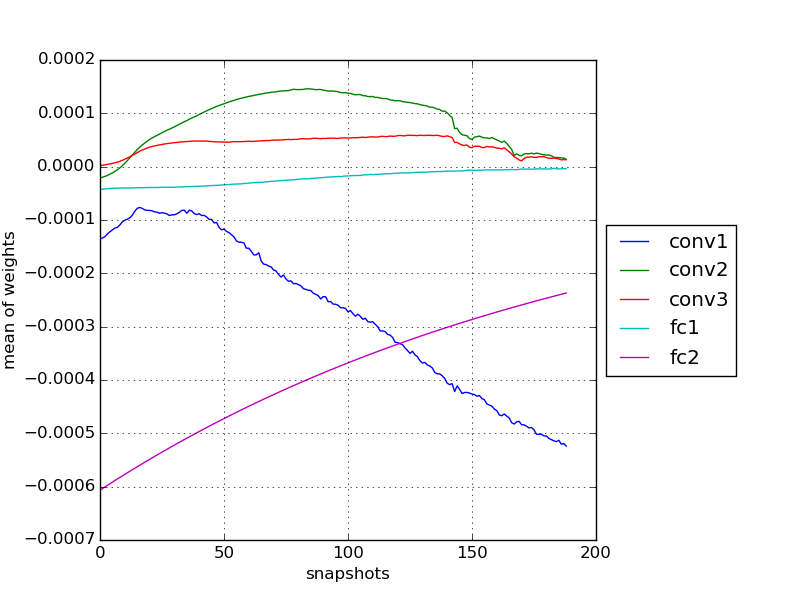 0.0002
0.0001
0.0000
−0.0001
−0.0002
−0.0003
−0.0004
−0.0005
−0.0006
−0.0007
mean of weights
0 50 100 150 200
snapshots
conv1
conv2
conv3
fc1
fc2